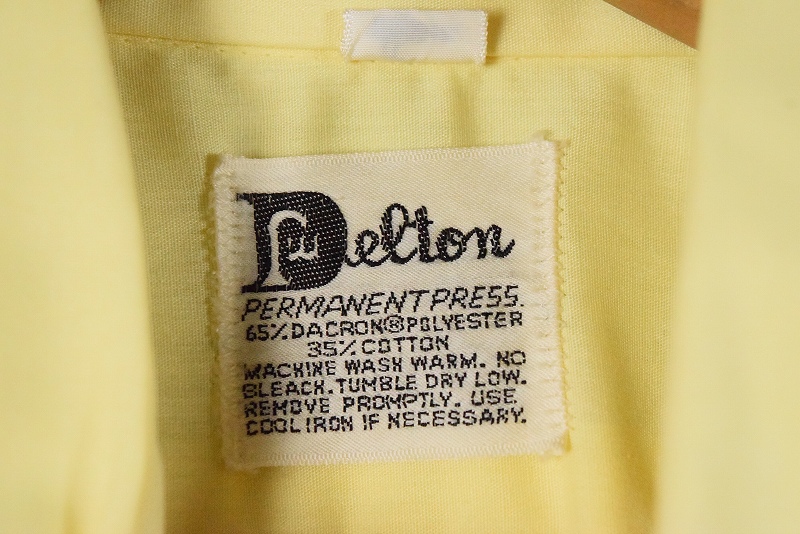 Delton
PERMANENT PRESS.
65% DACRON® POLYESTER
35% COTTON
MACHINE WASH WARM. NO
BLEACH. TUMBLE DRY LOW.
REMOVE PROMPTLY. USE
COOL IRON IF NECESSARY.